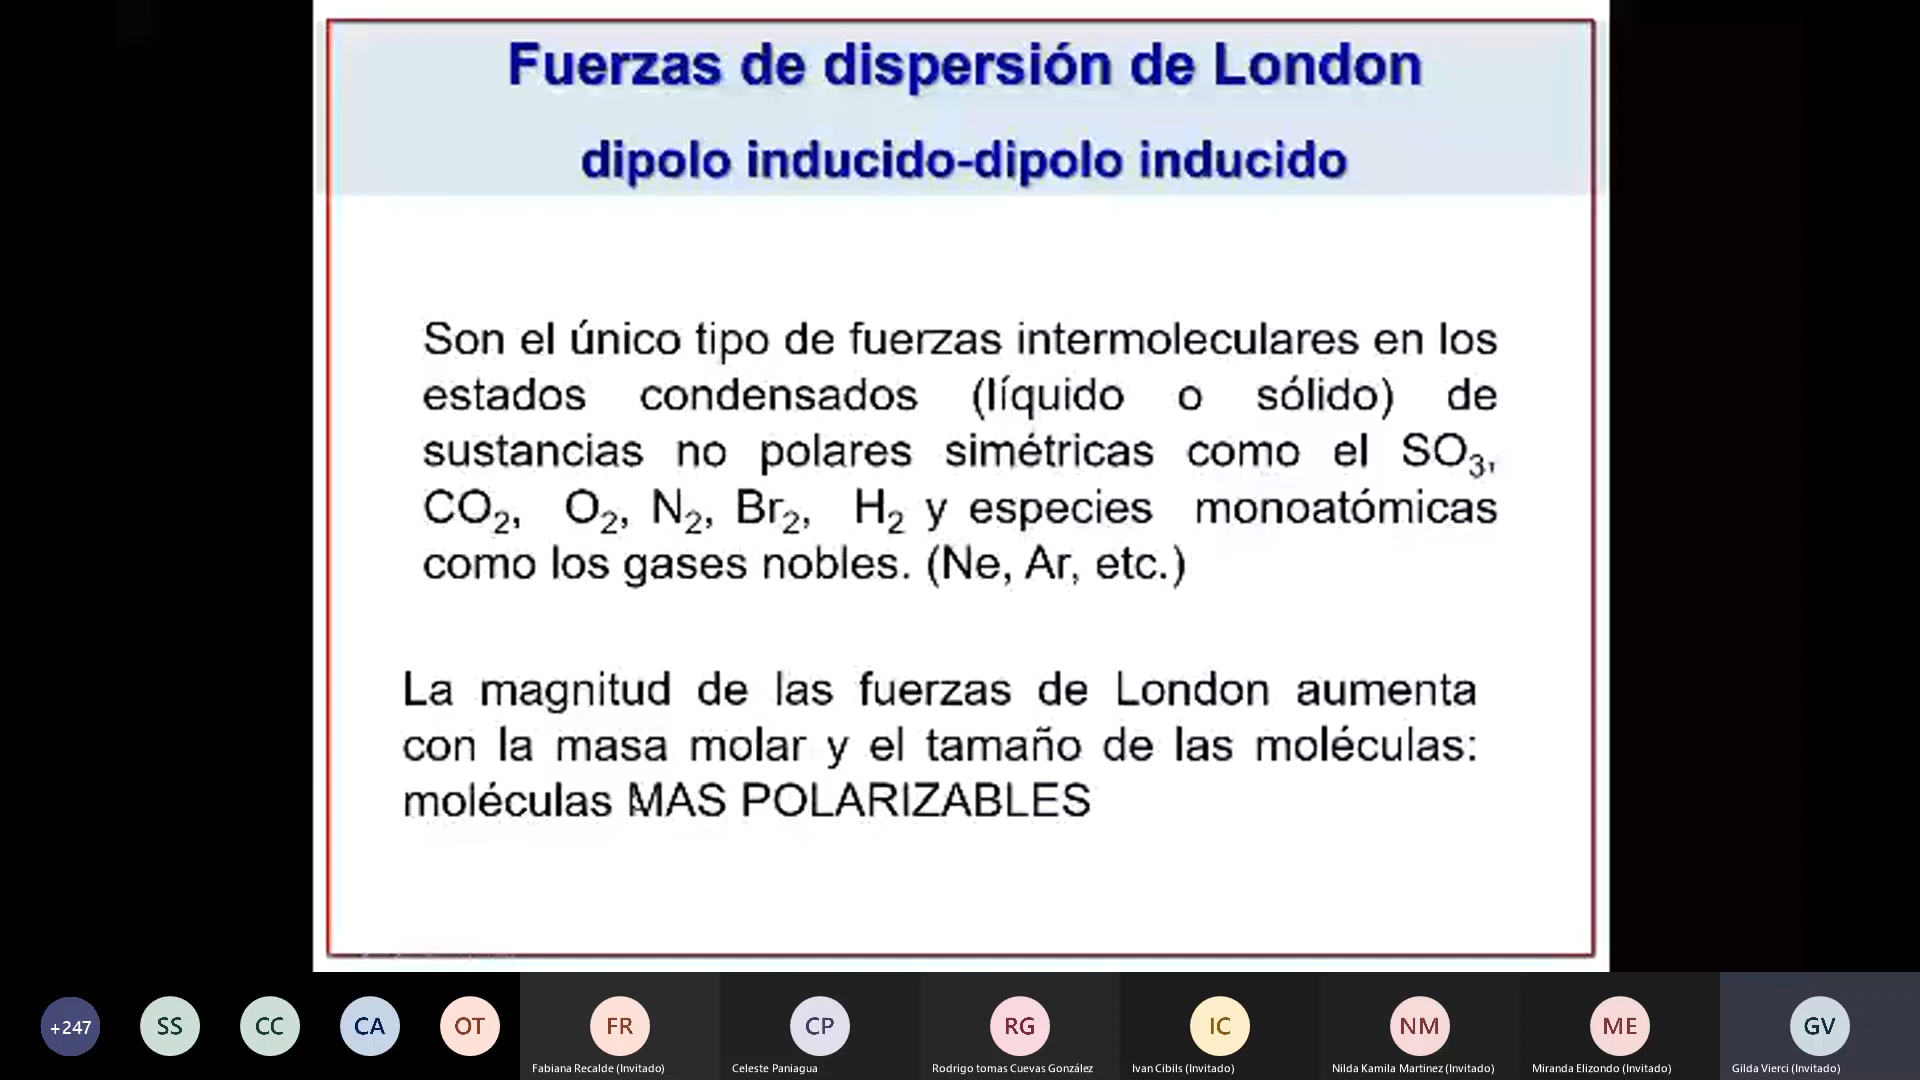 Fuerzas de dispersión de London
dipolo inducido-dipolo inducido
Son el único tipo de fuerzas intermoleculares en los
estados condensados (líquido o sólido) de
sustancias no polares simétricas como el SO₃,
CO₂, O₂, N₂, Br₂, H₂ y especies monoatómicas
como los gases nobles. (Ne, Ar, etc.)
La magnitud de las fuerzas de London aumenta
con la masa molar y el tamaño de las moléculas:
moléculas MAS POLARIZABLES
+247 SS CC CA OT FR CP RG IC NM ME GV
Fabiana Recalde (Invitado) Celeste Paniagua Rodrigo tomas Cuevas González Ivan Cibils (Invitado) Nilda Kamila Martinez (Invitado) Miranda Elizondo (Invitado) Gilda Vierci (Invitado)